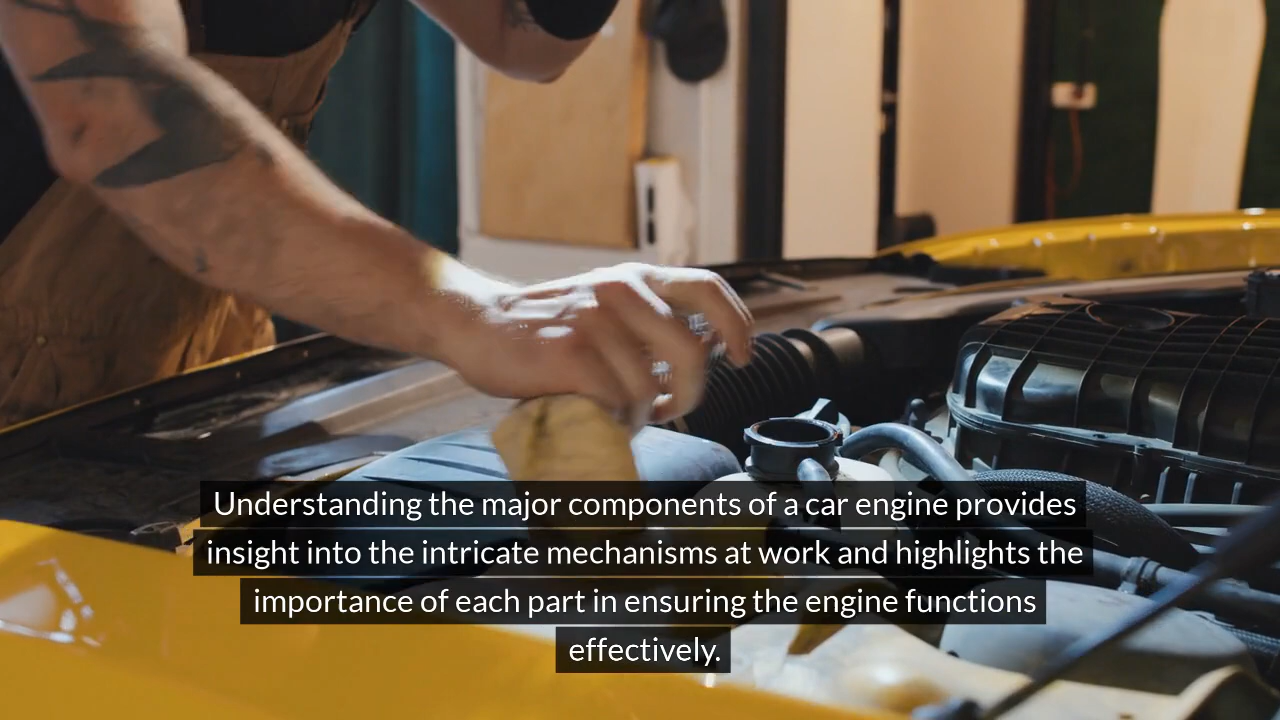 Understanding the major components of a car engine provides
insight into the intricate mechanisms at work and highlights the
importance of each part in ensuring the engine functions
effectively.